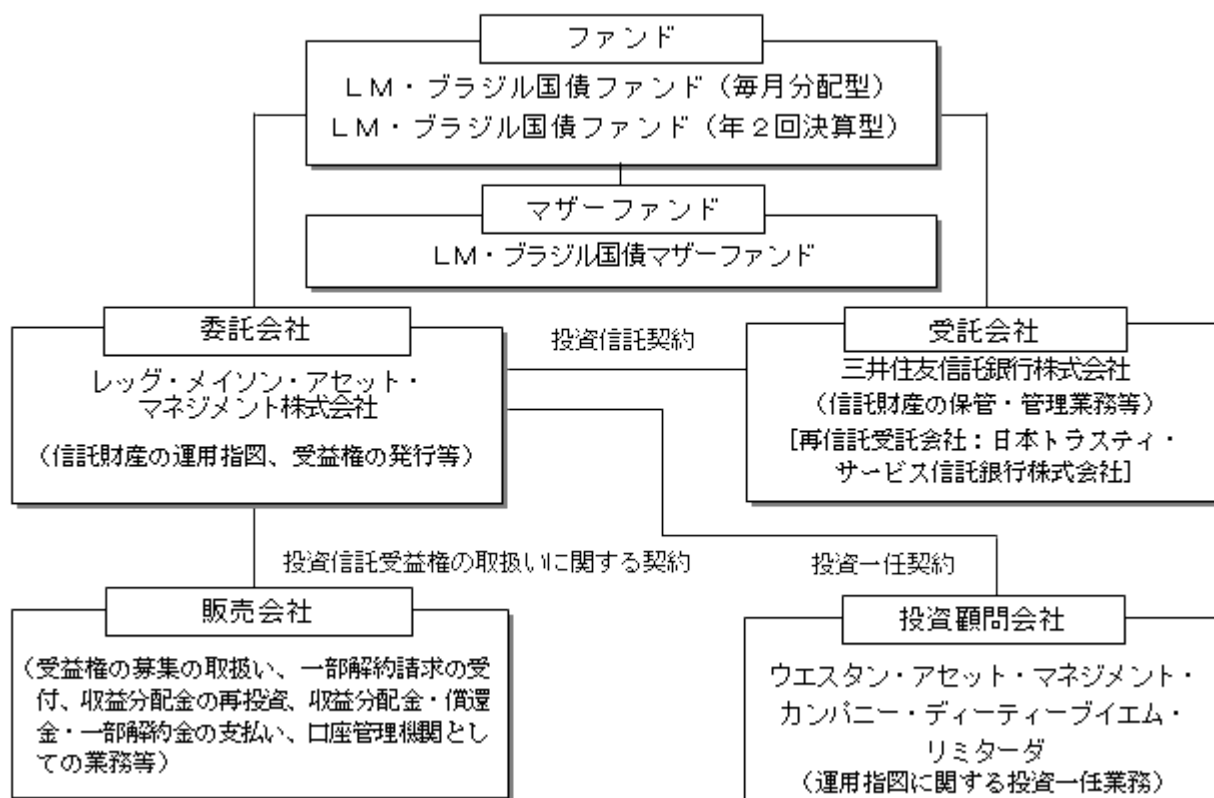 ファンド
LM・ブラジル国債ファンド(毎月分配型)
LM・ブラジル国債ファンド(年2回決算型)
マザーファンド
LM・ブラジル国債マザーファンド
委託会社
レッグ・メイソン・アセット・
マネジメント株式会社
(信託財産の運用指図、受益権の発行等)
投資信託契約
受託会社
三井住友信託銀行株式会社
(信託財産の保管・管理業務等)
[再信託受託会社:日本トラスティ・
サービス信託銀行株式会社]
投資信託受益権の取扱いに関する契約
投資一任契約
販売会社
(受益権の募集の取扱い、一部解約請求の受
付、収益分配金の再投資、収益分配金・償還
金・一部解約金の支払い、口座管理機関とし
ての業務等)
投資顧問会社
ウエスタン・アセット・マネジメント・
カンパニー・ディーティーブイエム・
リミターダ
(運用指図に関する投資一任業務)